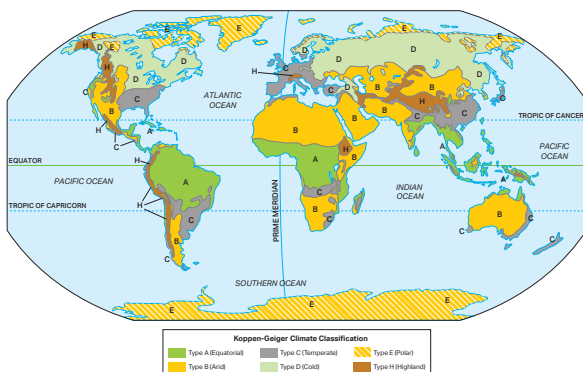 E
E
E
E
E
H
D
E
D
D
D
D
D
D
H
C
D
C
B
B
B
D
C
H
B
H
C
C
C
B
B
C
ATLANTIC
OCEAN
TROPIC OF CANCER
H
C
A
A
PACIFIC
OCEAN
EQUATOR
H
H
B
C
A
A
PACIFIC OCEAN
A
INDIAN
OCEAN
TROPIC OF CAPRICORN
H
C
B
C
B
C
B
C
C
C
PRIME MERIDIAN
SOUTHERN OCEAN
E
E
E
Koppen-Geiger Climate Classification
Type A (Equatorial)
Type C (Temperate)
Type E (Polar)
Type B (Arid)
Type D (Cold)
Type H (Highland)